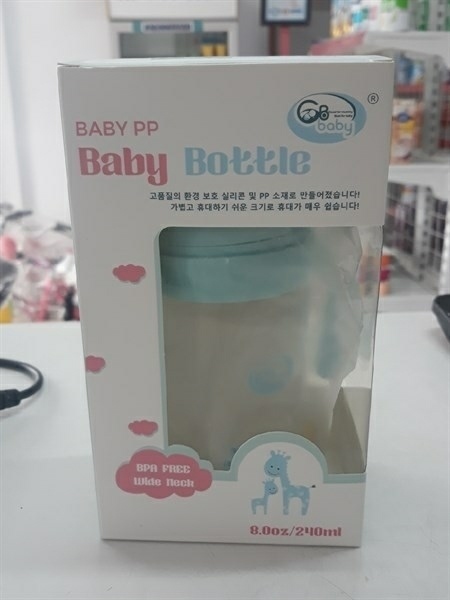 GB
baby
®
BABY PP
Baby Bottle
고품질의 환경 보호 실리콘 및 PP 소재로 만들어졌습니다!
가볍고 휴대하기 쉬운 크기로 휴대가 매우 쉽습니다!
BPA FREE
Wide Neck
8.0oz/240ml